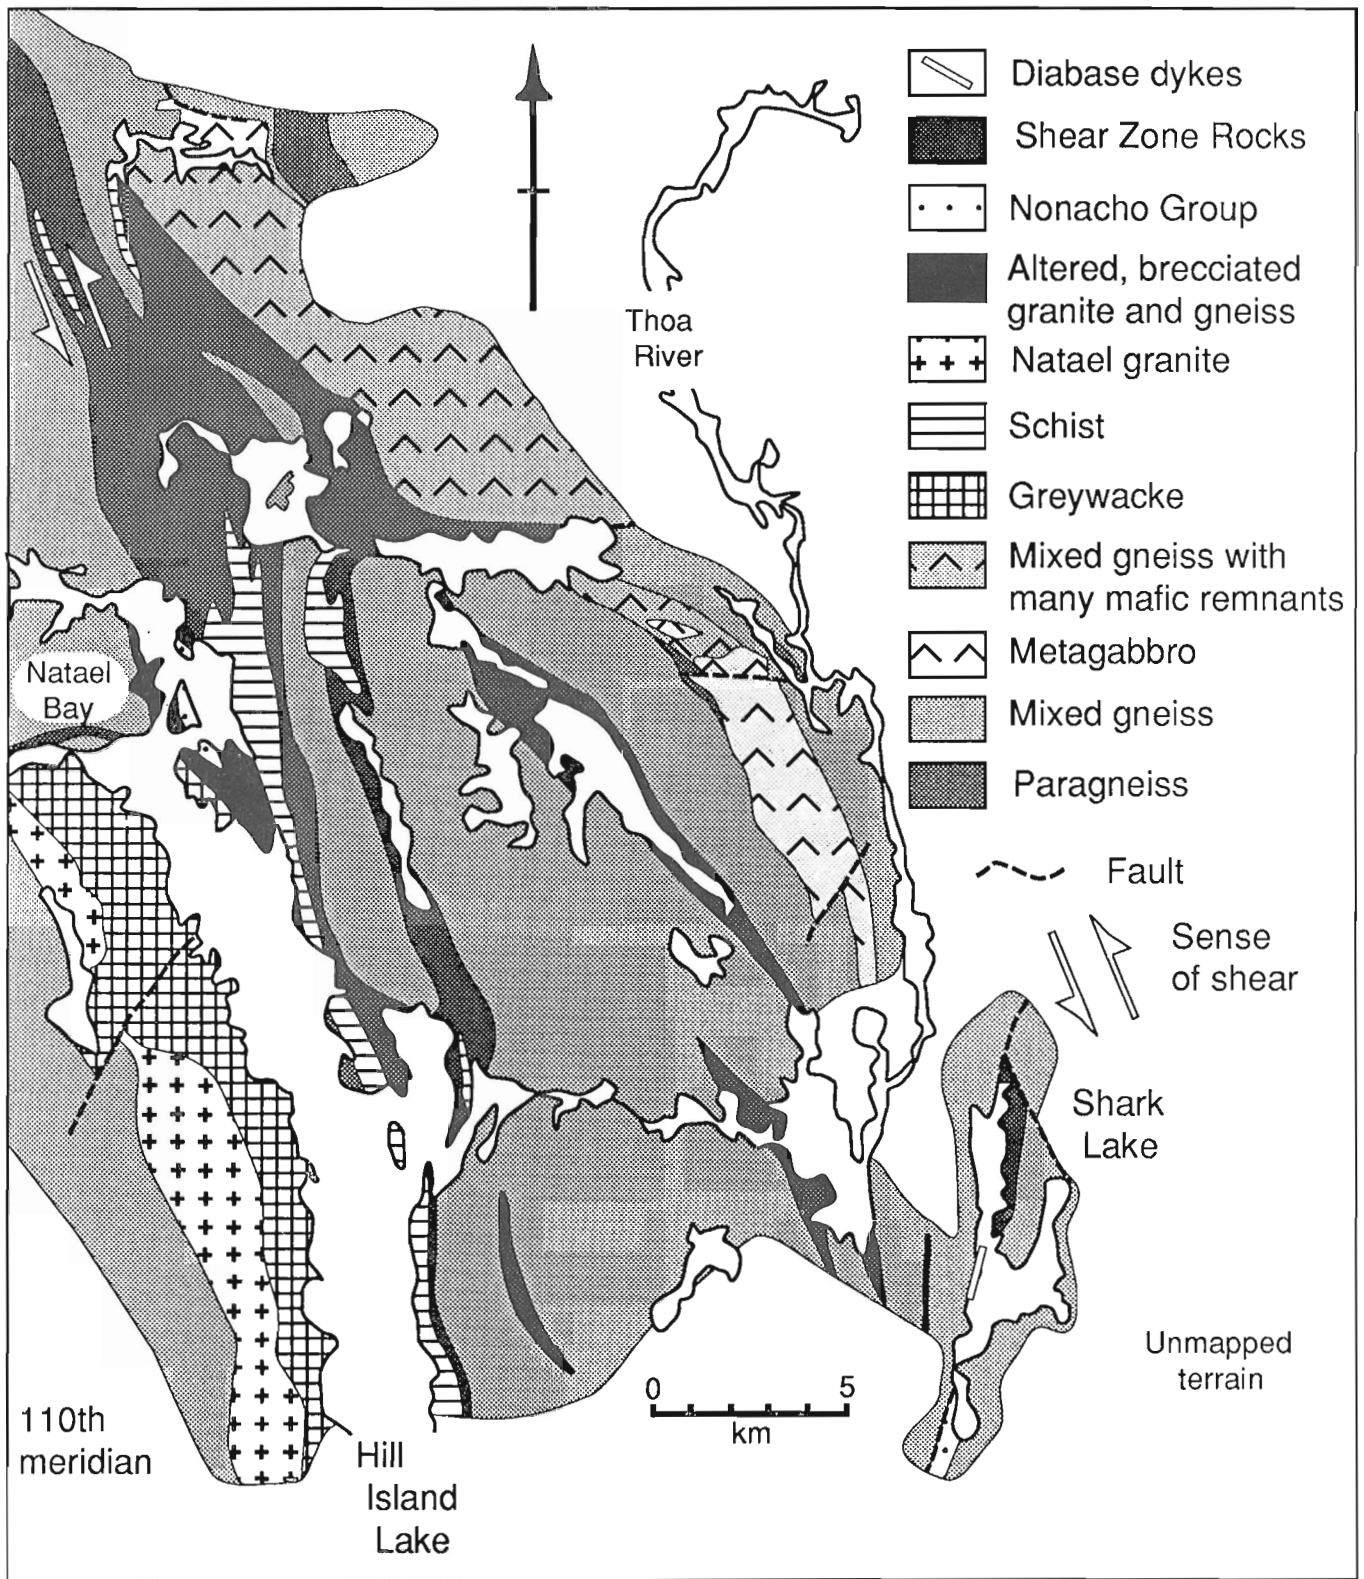 Diabase dykes
Shear Zone Rocks
Nonacho Group
Altered, brecciated
granite and gneiss
Natael granite
Schist
Greywacke
Mixed gneiss with
many mafic remnants
Metagabbro
Mixed gneiss
Paragneiss
Fault
Sense
of shear
Thoa
River
Natael
Bay
Shark
Lake
Unmapped
terrain
0 5
km
110th
meridian
Hill
Island
Lake